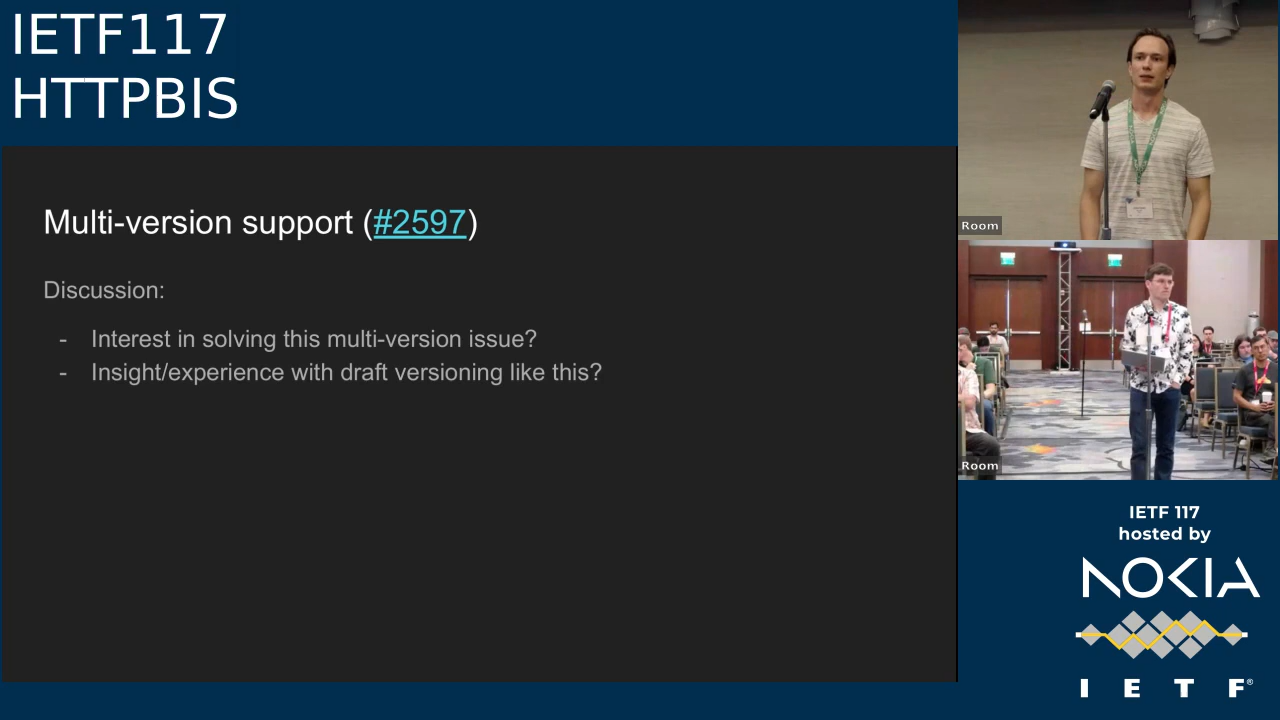 IETF117
HTTPBIS
Multi-version support (#2597)
Discussion:
- Interest in solving this multi-version issue?
- Insight/experience with draft versioning like this?
Room
Room
IETF 117
hosted by
NOKIA
I E T F®